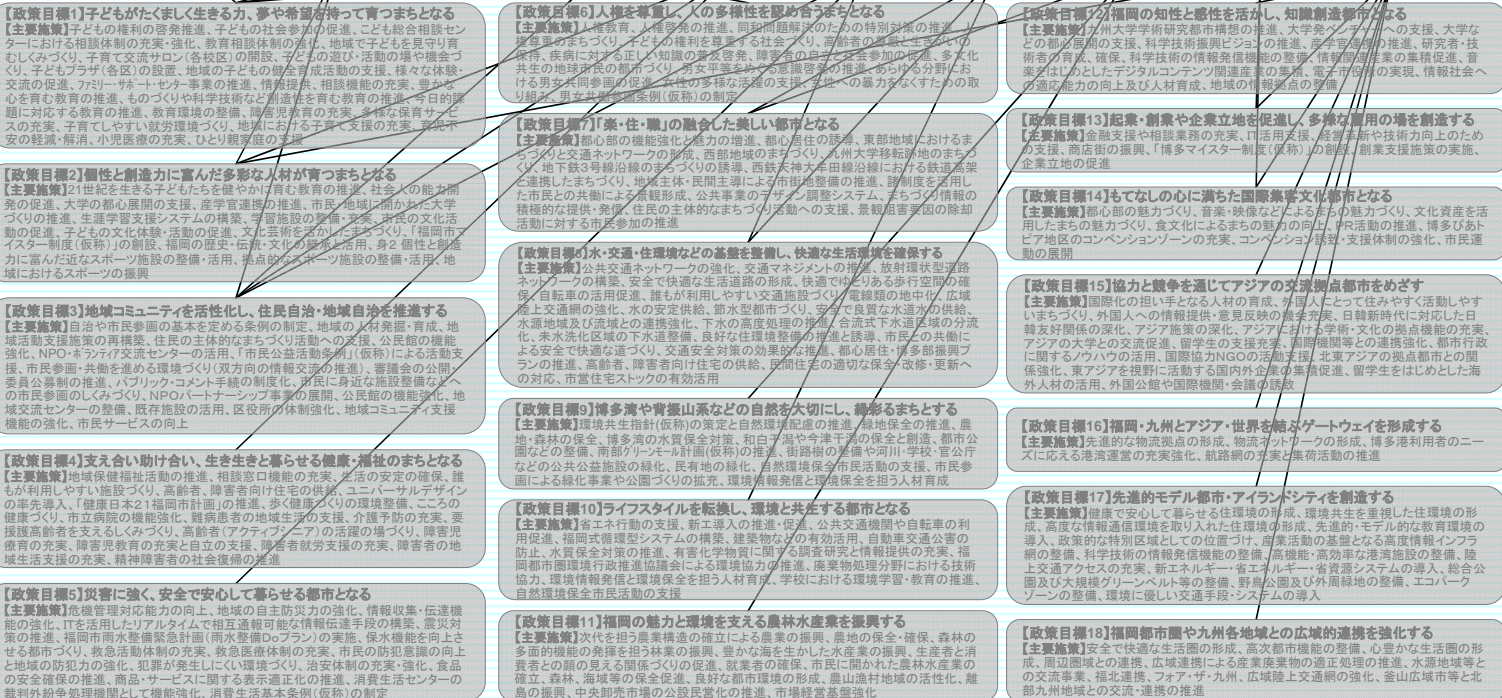 【政策目標1】子どもがたくましく生きる力、夢や希望を持って育つまちとなる
【主要施策】子どもの権利の啓発推進、子どもの社会参加の促進、こども総合相談セン
ターにおける相談体制の充実・強化、教育相談体制の強化、地域で子どもを見守り育
むしくみづくり、子育て交流サロン(各校区)の開設、子どもの遊び・活動の場や機会づ
くり、子どもプラザ(各区)の設置、地域の子どもの健全育成活動の支援、様々な体験・
交流の促進、ファミリー・サポート・センター事業の推進、情報提供、相談機能の充実、豊かな
心を育む教育の推進、ものづくりや科学技術など創造性を育む教育の推進、今日的課
題に対応する教育の推進、教育環境の整備、障害児教育の充実、多様な保育サービ
スの充実、子育てしやすい就労環境づくり、地域における子育て支援の充実、育児不
安の軽減・解消、小児医療の充実、ひとり親家庭の支援
【政策目標2】個性と創造力に富んだ多彩な人材が育つまちとなる
【主要施策】21世紀を生きる子どもたちを健やかに育む教育の推進、社会人の能力開
発の促進、大学の都心展開の支援、産学官連携の推進、市民・地域に開かれた大学
づくりの推進、生涯学習支援システムの構築、学習施設の整備・充実、市民の文化活
動の促進、子どもの文化体験・活動の促進、文化芸術を活かしたまちづくり、「福岡市マ
イスター制度(仮称)」の創設、福岡の歴史・伝統・文化の継承と活用、身2 個性と創造
力に富んだ近なスポーツ施設の整備・活用、拠点的なスポーツ施設の整備・活用、地
域におけるスポーツの振興
【政策目標3】地域コミュニティを活性化し、住民自治・地域自治を推進する
【主要施策】自治や市民参画の基本を定める条例の制定、地域の人材発掘・育成、地
域活動支援施策の再構築、住民の主体的なまちづくり活動への支援、公民館の機能
強化、NPO・ボランティア交流センターの活用、「市民公益活動条例」(仮称)による活動支
援、市民参画・共働を進める環境づくり(双方向の情報交流の推進)、審議会の公開・
委員公募制の推進、パブリック・コメント手続の制度化、市民に身近な施設整備などへ
の市民参画のしくみづくり、NPOパートナーシップ事業の展開、公民館の機能強化、地
域交流センターの整備、既存施設の活用、区役所の体制強化、地域コミュニティ支援
機能の強化、市民サービスの向上
【政策目標4】支え合い助け合い、生き生きと暮らせる健康・福祉のまちとなる
【主要施策】地域保健福祉活動の推進、相談窓口機能の充実、生活の安定の確保、誰
もが利用しやすい施設づくり、高齢者、障害者向け住宅の供給、ユニバーサルデザイン
の率先導入、「健康日本21福岡市計画」の推進、歩く健康づくりの環境整備、こころの
健康づくり、市立病院の機能強化、難病患者の地域生活の支援、介護予防の充実、要
援護高齢者を支えるしくみづくり、高齢者(アクティブシニア)の活躍の場づくり、障害児
療育の充実、障害児教育の充実と自立の支援、障害者就労支援の充実、障害者の地
域生活支援の充実、精神障害者の社会復帰の推進
【政策目標5】災害に強く、安全で安心して暮らせる都市となる
【主要施策】危機管理対応能力の向上、地域の自主防災力の強化、情報収集・伝達機
能の強化、ITを活用したリアルタイムで相互通報可能な情報伝達手段の構築、震災対
策の推進、福岡市雨水整備緊急計画(雨水整備Doプラン)の実施、保水機能を向上さ
せる都市づくり、救急活動体制の充実、救急医療体制の充実、市民の防犯意識の向上
と地域の防犯力の強化、犯罪が発生しにくい環境づくり、治安体制の充実・強化、食品
の安全確保の推進、商品・サービスに関する表示適正化の推進、消費生活センターの
裁判外紛争処理機関として機能強化、消費生活基本条例(仮称)の制定
【政策目標6】人権を尊重し、人の多様性を認め合うまちとなる
【主要施策】人権教育、人権啓発の推進、同和問題解決のための特別対策の推進、人
権尊重のまちづくり、子どもの権利を尊重する社会づくり、高齢者の尊厳と生きがいの
保持、疾病に対する正しい知識の普及啓発、障害者の自立と社会参加の促進、多文化
共生の地球市民の都市づくり、男女平等をめざす意識啓発の推進、あらゆる分野にお
ける男女共同参画の促進、女性の多様な活躍の支援、女性への暴力をなくすための取
り組み、男女共同参画条例(仮称)の制定
【政策目標7】「楽・住・職」の融合した美しい都市となる
【主要施策】都心部の機能強化と魅力の増進、都心居住の誘導、東部地域におけるま
ちづくりと交通ネットワークの形成、西部地域のまちづくり、九州大学移転跡地のまちづ
くり、地下鉄3号線沿線のまちづくりの誘導、西鉄天神大牟田線沿線における鉄道高架
と連携したまちづくり、地域主体・民間主導による市街地整備の推進、諸制度を活用し
た市民との共働による景観形成、公共事業のデザイン調整システム、まちづくり情報の
積極的な提供・発信、住民の主体的なまちづくり活動への支援、景観阻害要因の除却
活動に対する市民参加の推進
【政策目標8】水・交通・住環境などの基盤を整備し、快適な生活環境を確保する
【主要施策】公共交通ネットワークの強化、交通マネジメントの推進、放射環状型道路
ネットワークの構築、安全で快適な生活道路の形成、快適でゆとりある歩行空間の確
保、自転車の活用促進、誰もが利用しやすい交通施設づくり、電線類の地中化、広域
陸上交通網の強化、水の安定供給、節水型都市づくり、安全で良質な水道水の供給、
水源地域及び流域との連携強化、下水の高度処理の推進、合流式下水道区域の分流
化、未水洗化区域の下水道整備、良好な住環境整備の推進と誘導、市民との共働に
よる安全で快適な道づくり、交通安全対策の効果的な推進、都心居住・博多部振興プ
ランの推進、高齢者、障害者向け住宅の供給、民間住宅の適切な保全・改修・更新へ
の対応、市営住宅ストックの有効活用
【政策目標9】博多湾や背振山系などの自然を大切にし、緑彩るまちとする
【主要施策】環境共生指針(仮称)の策定と自然環境配慮の推進、緑地保全の推進、農
地・森林の保全、博多湾の水質保全対策、和白干潟や今津干潟の保全と創造、都市公
園などの整備、南部グリーンモール計画(仮称)の推進、街路樹の整備や河川・学校・官公庁
などの公共公益施設の緑化、民有地の緑化、自然環境保全市民活動の支援、市民参
画による緑化事業や公園づくりの拡充、環境情報発信と環境保全を担う人材育成
【政策目標10】ライフスタイルを転換し、環境と共生する都市となる
【主要施策】省エネ行動の支援、新エネ導入の推進・促進、公共交通機関や自転車の利
用促進、福岡式循環型システムの構築、建築物などの有効活用、自動車交通公害の
防止、水質保全対策の推進、有害化学物質に関する調査研究と情報提供の充実、福
岡都市圏環境行政推進協議会による環境協力の推進、廃棄物処理分野における技術
協力、環境情報発信と環境保全を担う人材育成、学校における環境学習・教育の推進、
自然環境保全市民活動の支援
【政策目標11】福岡の魅力と環境を支える農林水産業を振興する
【主要施策】次代を担う農業構造の確立による農業の振興、農地の保全・確保、森林の
多面的機能の発揮を担う林業の振興、豊かな海を生かした水産業の振興、生産者と消
費者との顔の見える関係づくりの促進、就業者の確保、市民に開かれた農林水産業の
確立、森林、海域等の保全促進、良好な都市環境の形成、農山漁村地域の活性化、離
島の振興、中央卸売市場の公設民営化の推進、市場経営基盤強化
【政策目標12】福岡の知性と感性を活かし、知識創造都市となる
【主要施策】九州大学学術研究都市構想の推進、大学発ベンチャーへの支援、大学な
どの都心展開の支援、科学技術振興ビジョンの推進、産学官連携の推進、研究者・技
術者の育成、確保、科学技術の情報発信機能の整備、情報関連産業の集積促進、音
楽をはじめとしたデジタルコンテンツ関連産業の集積、電子市役所の実現、情報社会へ
の適応能力の向上及び人材育成、地域の情報拠点の整備
【政策目標13】起業・創業や企業立地を促進し、多様な雇用の場を創造する
【主要施策】金融支援や相談業務の充実、IT活用支援、経営革新や技術力向上のため
の支援、商店街の振興、「博多マイスター制度(仮称)」の創設、創業支援施策の実施、
企業立地の促進
【政策目標14】もてなしの心に満ちた国際集客文化都市となる
【主要施策】都心部の魅力づくり、音楽・映像などによるまちの魅力づくり、文化資産を活
用したまちの魅力づくり、食文化によるまちの魅力の向上、PR活動の推進、博多ぴあト
ピア地区のコンベンションゾーンの充実、コンベンション誘致・支援体制の強化、市民運
動の展開
【政策目標15】協力と競争を通じてアジアの交流拠点都市をめざす
【主要施策】国際化の担い手となる人材の育成、外国人にとって住みやすく活動しやす
いまちづくり、外国人への情報提供・意見反映の機会充実、日韓新時代に対応した日
韓友好関係の深化、アジア施策の深化、アジアにおける学術・文化の拠点機能の充実、
アジアの大学との交流促進、留学生の支援充実、国際機関等との連携強化、都市行政
に関するノウハウの活用、国際協力NGOの活動支援、北東アジアの拠点都市との関
係強化、東アジアを視野に活動する国内外企業の集積促進、留学生をはじめとした海
外人材の活用、外国公館や国際機関・会議の誘致
【政策目標16】福岡・九州とアジア・世界を結ぶゲートウェイを形成する
【主要施策】先進的な物流拠点の形成、物流ネットワークの形成、博多港利用者のニー
ズに応える港湾運営の充実強化、航路網の充実と集荷活動の推進
【政策目標17】先進的モデル都市・アイランドシティを創造する
【主要施策】健康で安心して暮らせる住環境の形成、環境共生を重視した住環境の形
成、高度な情報通信環境を取り入れた住環境の形成、先進的・モデル的な教育環境の
導入、政策的な特別区域としての位置づけ、産業活動の基盤となる高度情報インフラ
網の整備、科学技術の情報発信機能の整備、高機能・高効率な港湾施設の整備、陸
上交通アクセスの充実、新エネルギー・省エネルギー・省資源システムの導入、総合公
園及び大規模グリーンベルト等の整備、野鳥公園及び外周緑地の整備、エコパーク
ゾーンの整備、環境に優しい交通手段・システムの導入
【政策目標18】福岡都市圏や九州各地域との広域的連携を強化する
【主要施策】安全で快適な生活圏の形成、高次都市機能の整備、心豊かな生活圏の形
成、周辺圏域との連携、広域連携による産業廃棄物の適正処理の推進、水源地域等と
の交流事業、福北連携、フォア・ザ・九州、広域陸上交通網の強化、釜山広域市等と北
部九州地域との交流・連携の推進